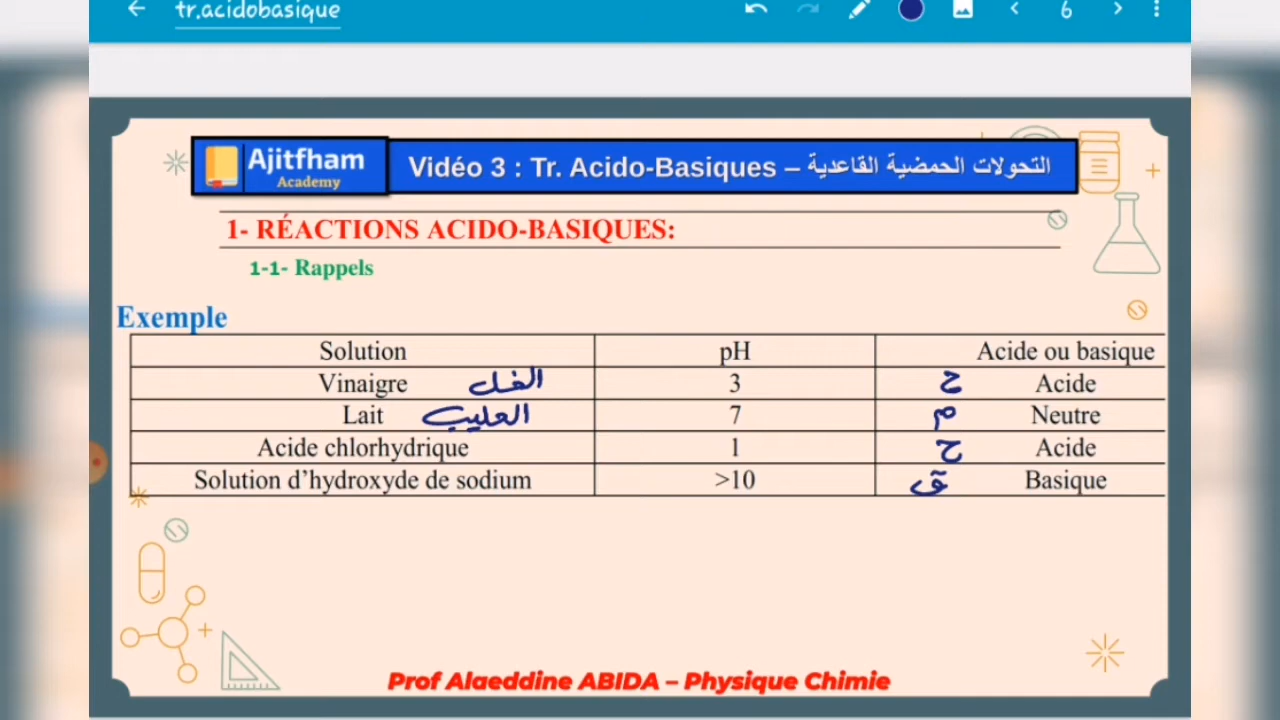 tr.acidobasique
6
Ajitfham
Academy
Vidéo 3 : Tr. Acido-Basiques – التحولات الحمضية القاعدية
1- RÉACTIONS ACIDO-BASIQUES:
1-1- Rappels
Exemple
Solution pH Acide ou basique
Vinaigre الخل 3 ح Acide
Lait الحليب 7 م Neutre
Acide chlorhydrique 1 ح Acide
Solution d’hydroxyde de sodium >10 ق Basique
Prof Alaeddine ABIDA – Physique Chimie